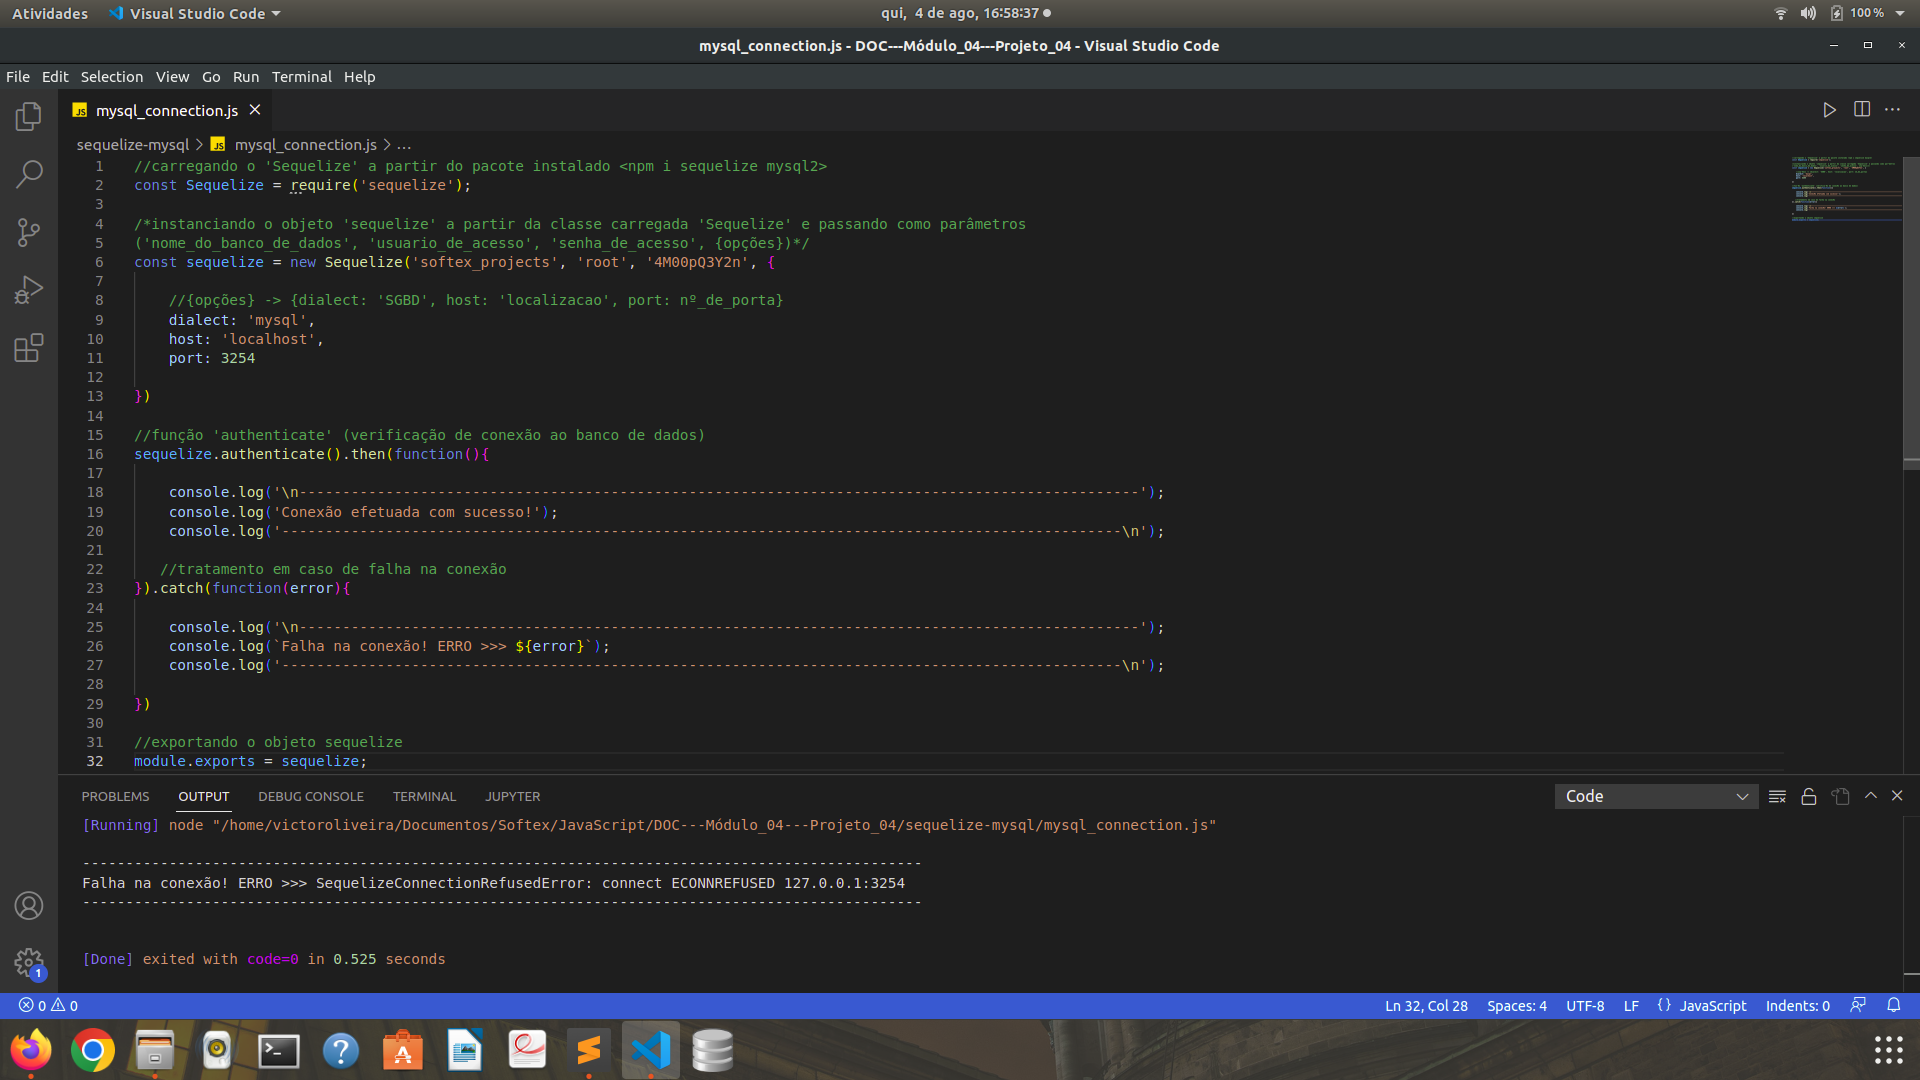 Atividades
Visual Studio Code
qui, 4 de ago, 16:58:37
100 %
mysql_connection.js - DOC---Módulo_04---Projeto_04 - Visual Studio Code
File Edit Selection View Go Run Terminal Help
JS mysql_connection.js
sequelize-mysql > JS mysql_connection.js > ...
1 //carregando o 'Sequelize' a partir do pacote instalado <npm i sequelize mysql2>
2 const Sequelize = require('sequelize');
3
4 /*instanciando o objeto 'sequelize' a partir da classe carregada 'Sequelize' e passando como parâmetros
5 ('nome_do_banco_de_dados', 'usuario_de_acesso', 'senha_de_acesso', {opções})*/
6 const sequelize = new Sequelize('softex_projects', 'root', '4M00pQ3Y2n', {
7
8 //{opções} -> {dialect: 'SGBD', host: 'localizacao', port: nº_de_porta}
9 dialect: 'mysql',
10 host: 'localhost',
11 port: 3254
12
13 })
14
15 //função 'authenticate' (verificação de conexão ao banco de dados)
16 sequelize.authenticate().then(function(){
17
18 console.log('\n-------------------------------------------------------------------------------------------------');
19 console.log('Conexão efetuada com sucesso!');
20 console.log('-------------------------------------------------------------------------------------------------\n');
21
22 //tratamento em caso de falha na conexão
23 }).catch(function(error){
24
25 console.log('\n-------------------------------------------------------------------------------------------------');
26 console.log(`Falha na conexão! ERRO >>> ${error}`);
27 console.log('-------------------------------------------------------------------------------------------------\n');
28
29 })
30
31 //exportando o objeto sequelize
32 module.exports = sequelize;
PROBLEMS OUTPUT DEBUG CONSOLE TERMINAL JUPYTER
Code
[Running] node "/home/victoroliveira/Documentos/Softex/JavaScript/DOC---Módulo_04---Projeto_04/sequelize-mysql/mysql_connection.js"
-------------------------------------------------------------------------------------------------
Falha na conexão! ERRO >>> SequelizeConnectionRefusedError: connect ECONNREFUSED 127.0.0.1:3254
-------------------------------------------------------------------------------------------------
[Done] exited with code=0 in 0.525 seconds
1
0 0
Ln 32, Col 28 Spaces: 4 UTF-8 LF {} JavaScript Indents: 0